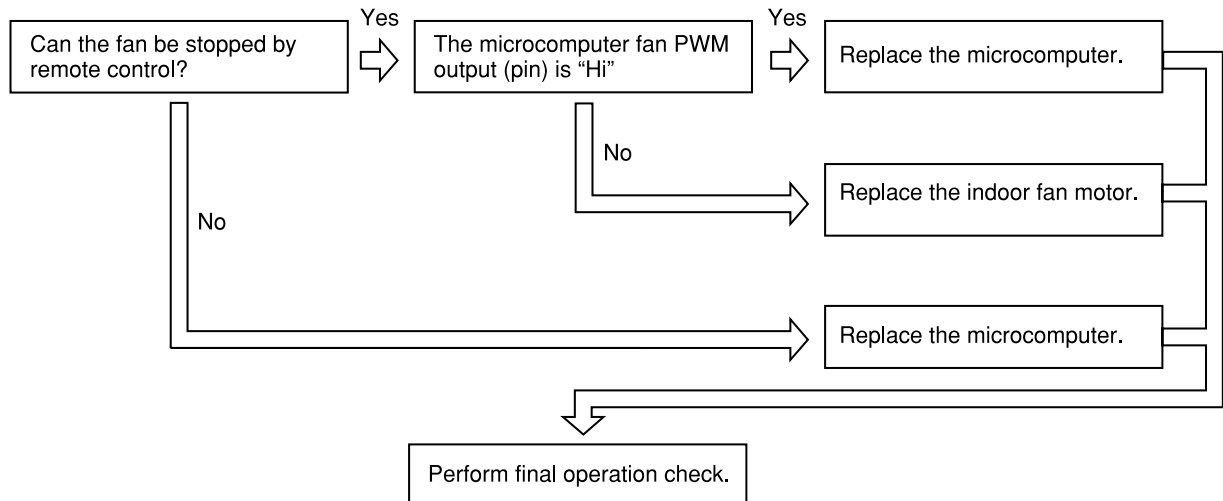 Yes
Yes
Can the fan be stopped by
remote control?
The microcomputer fan PWM
output (pin) is “Hi”
Replace the microcomputer.
No
Replace the indoor fan motor.
No
Replace the microcomputer.
Perform final operation check.